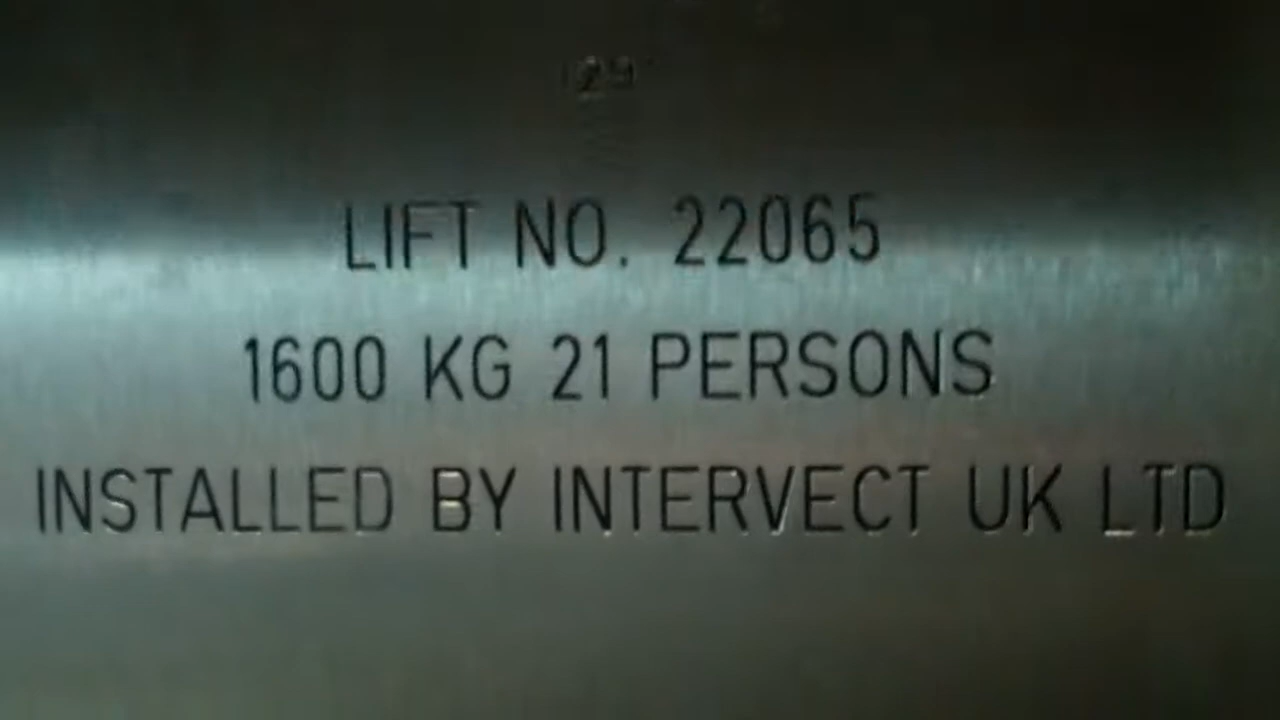 LIFT NO. 22065
1600 KG 21 PERSONS
INSTALLED BY INTERVECT UK LTD